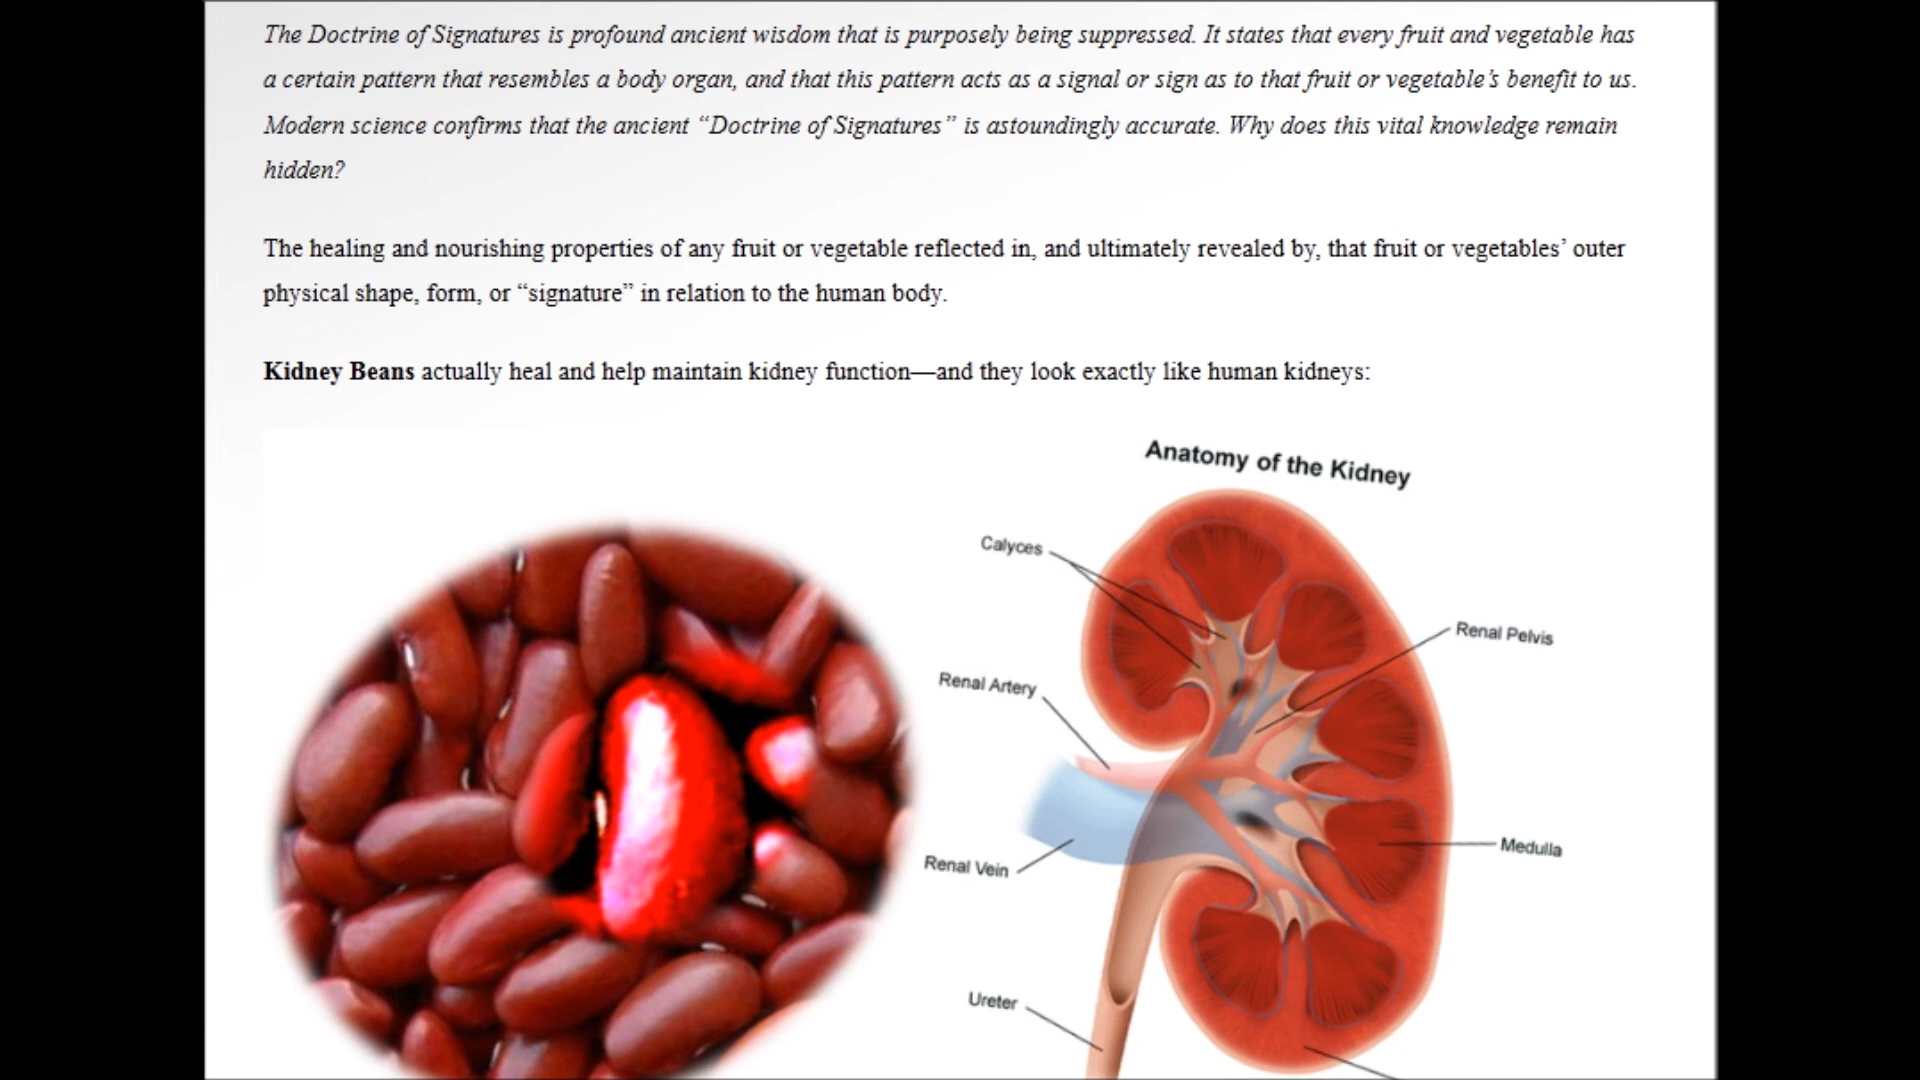 The Doctrine of Signatures is profound ancient wisdom that is purposely being suppressed. It states that every fruit and vegetable has
a certain pattern that resembles a body organ, and that this pattern acts as a signal or sign as to that fruit or vegetable’s benefit to us.
Modern science confirms that the ancient “Doctrine of Signatures” is astoundingly accurate. Why does this vital knowledge remain
hidden?
The healing and nourishing properties of any fruit or vegetable reflected in, and ultimately revealed by, that fruit or vegetables’ outer
physical shape, form, or “signature” in relation to the human body.
Kidney Beans actually heal and help maintain kidney function—and they look exactly like human kidneys:
Anatomy of the Kidney
Calyces
Renal Pelvis
Renal Artery
Medulla
Renal Vein
Ureter